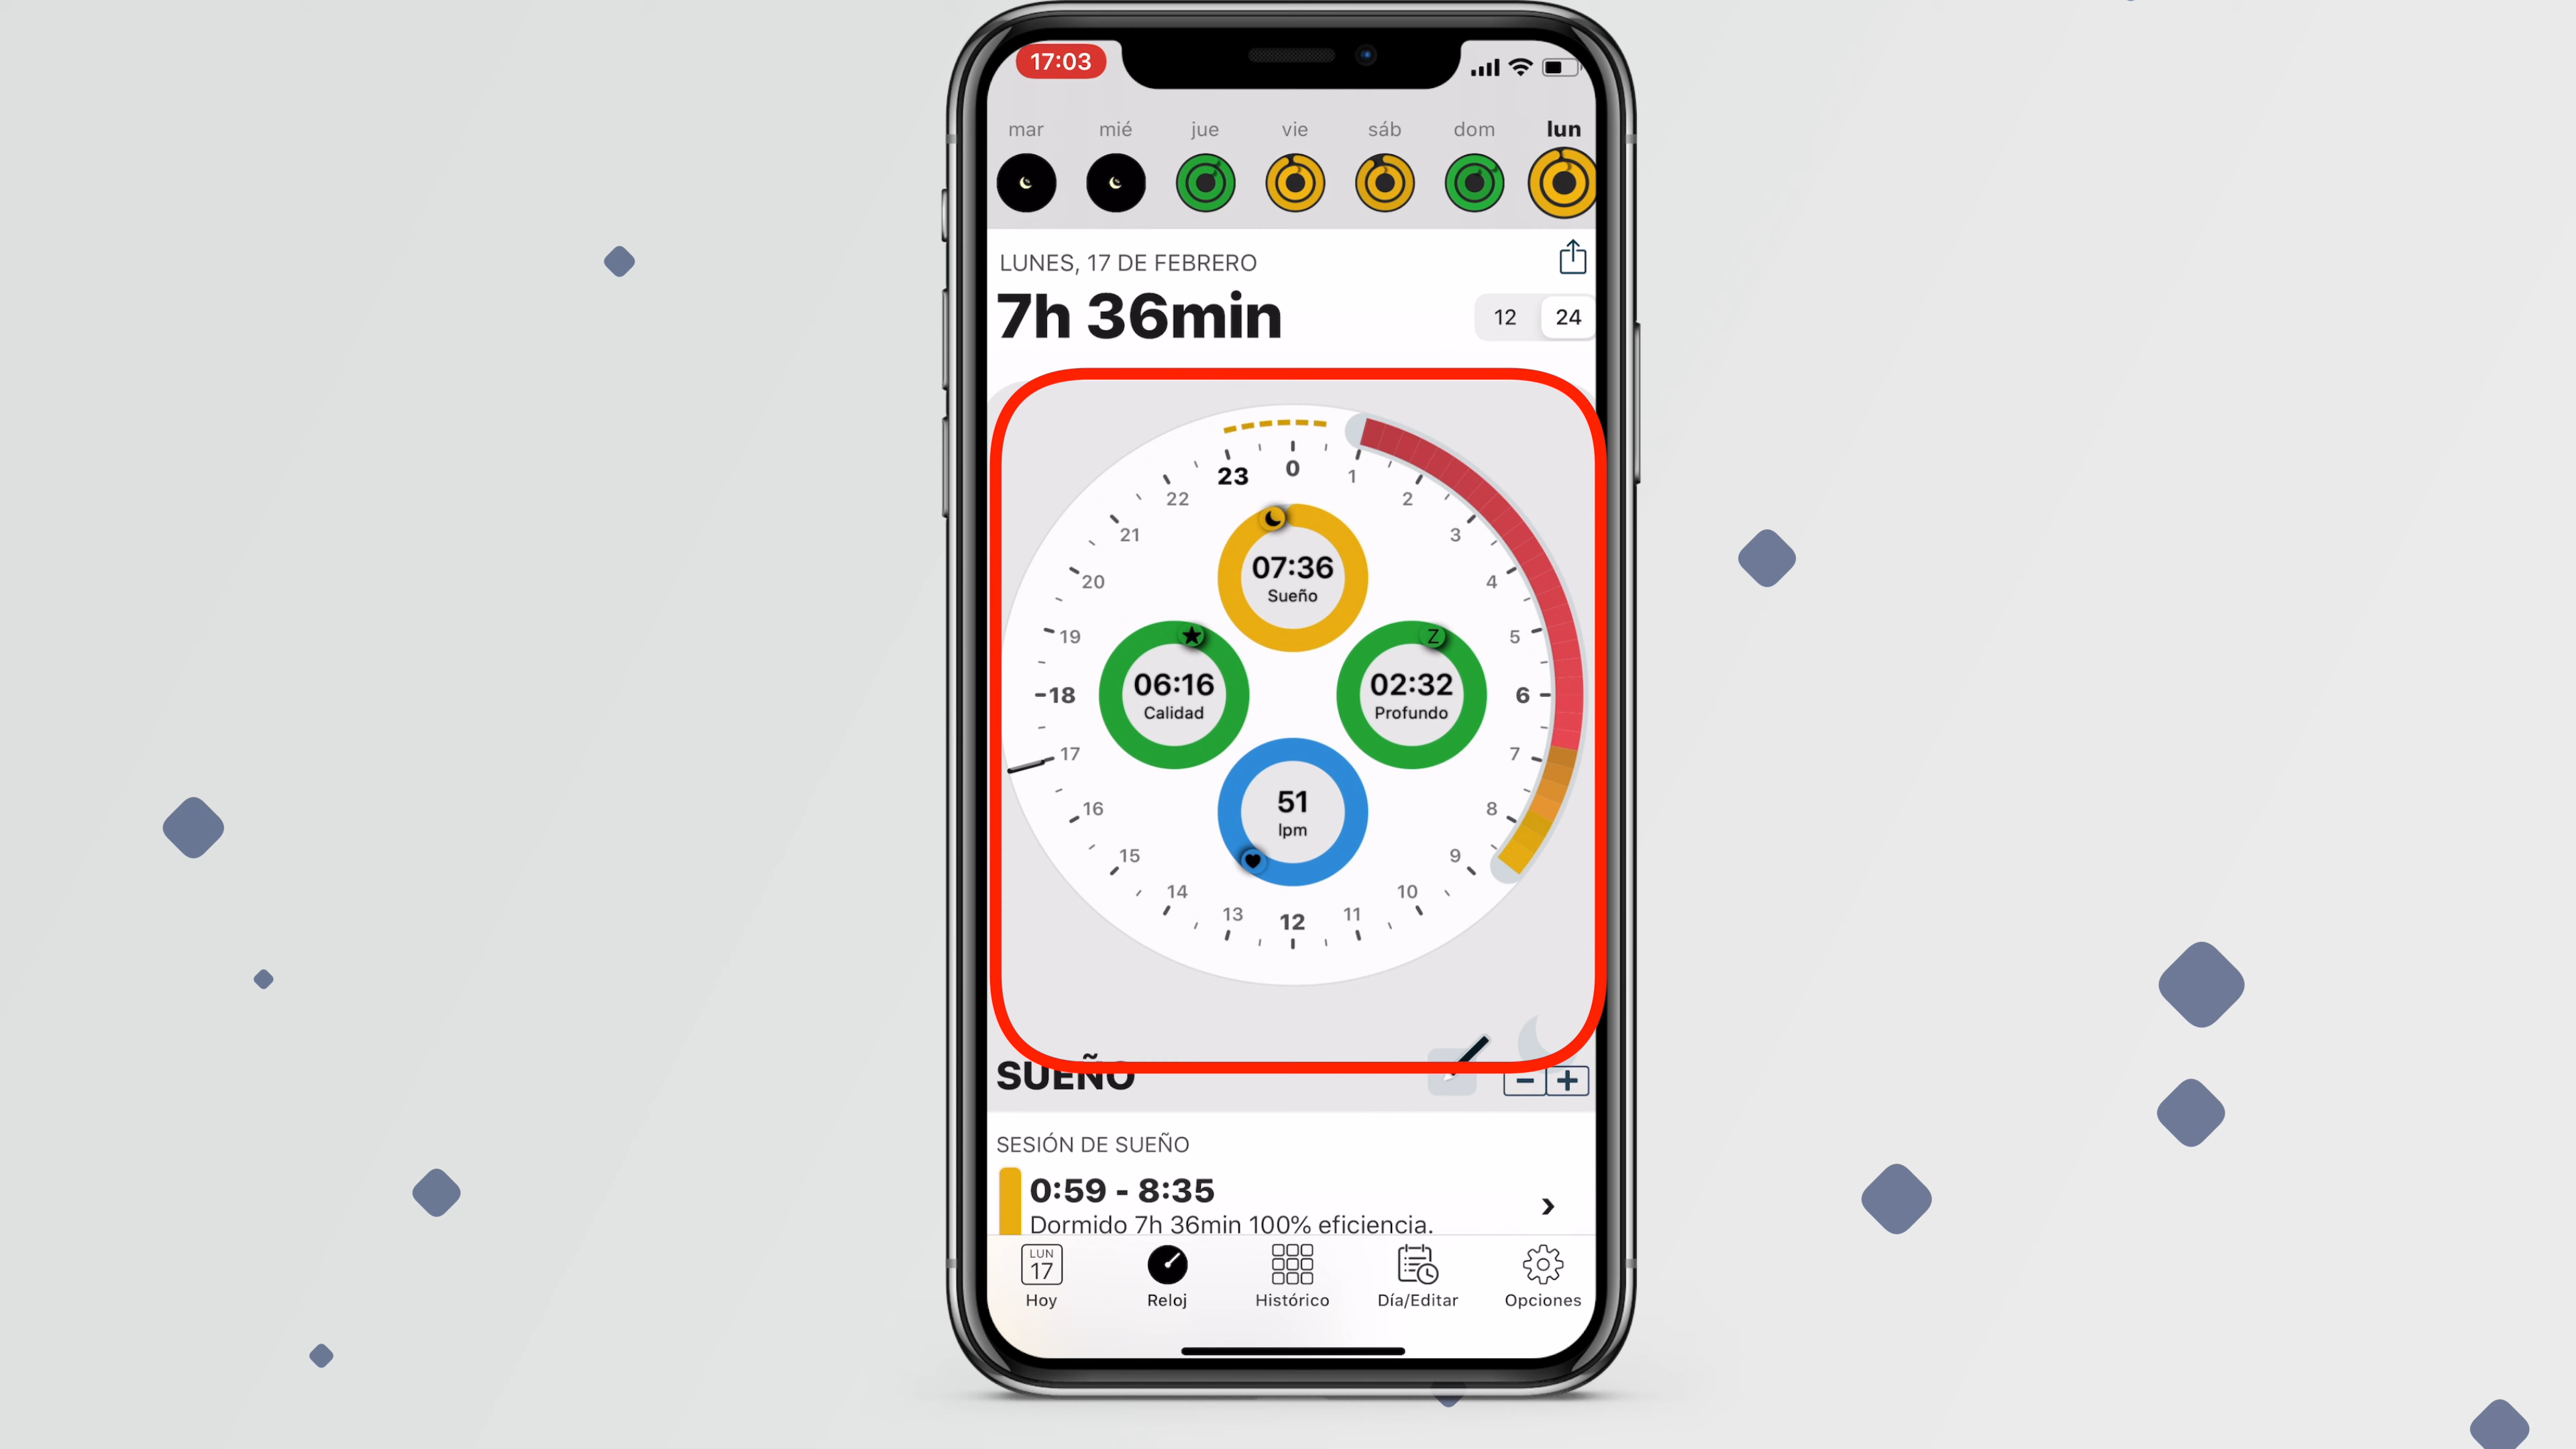 17:03
mar mié jue vie sáb dom lun
LUNES, 17 DE FEBRERO
7h 36min
12 24
0
23 1
22 2
21 3
20 4
19 5
18 6
17 7
16 8
15 9
14 10
13 11
12
07:36
Sueño
06:16
Calidad
Z
02:32
Profundo
51
lpm
SUEÑO
- +
SESIÓN DE SUEÑO
0:59 - 8:35
Dormido 7h 36min 100% eficiencia.
LUN
17
Hoy Reloj Histórico Día/Editar Opciones